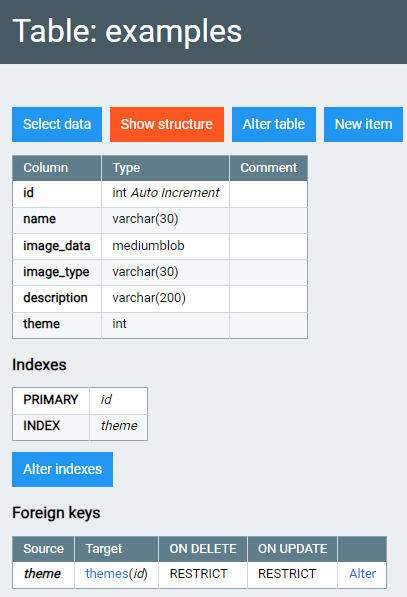 Table: examples
Select data Show structure Alter table New item
Column Type Comment
id int Auto Increment
name varchar(30)
image_data mediumblob
image_type varchar(30)
description varchar(200)
theme int
Indexes
PRIMARY id
INDEX theme
Alter indexes
Foreign keys
Source Target ON DELETE ON UPDATE
theme themes(id) RESTRICT RESTRICT Alter